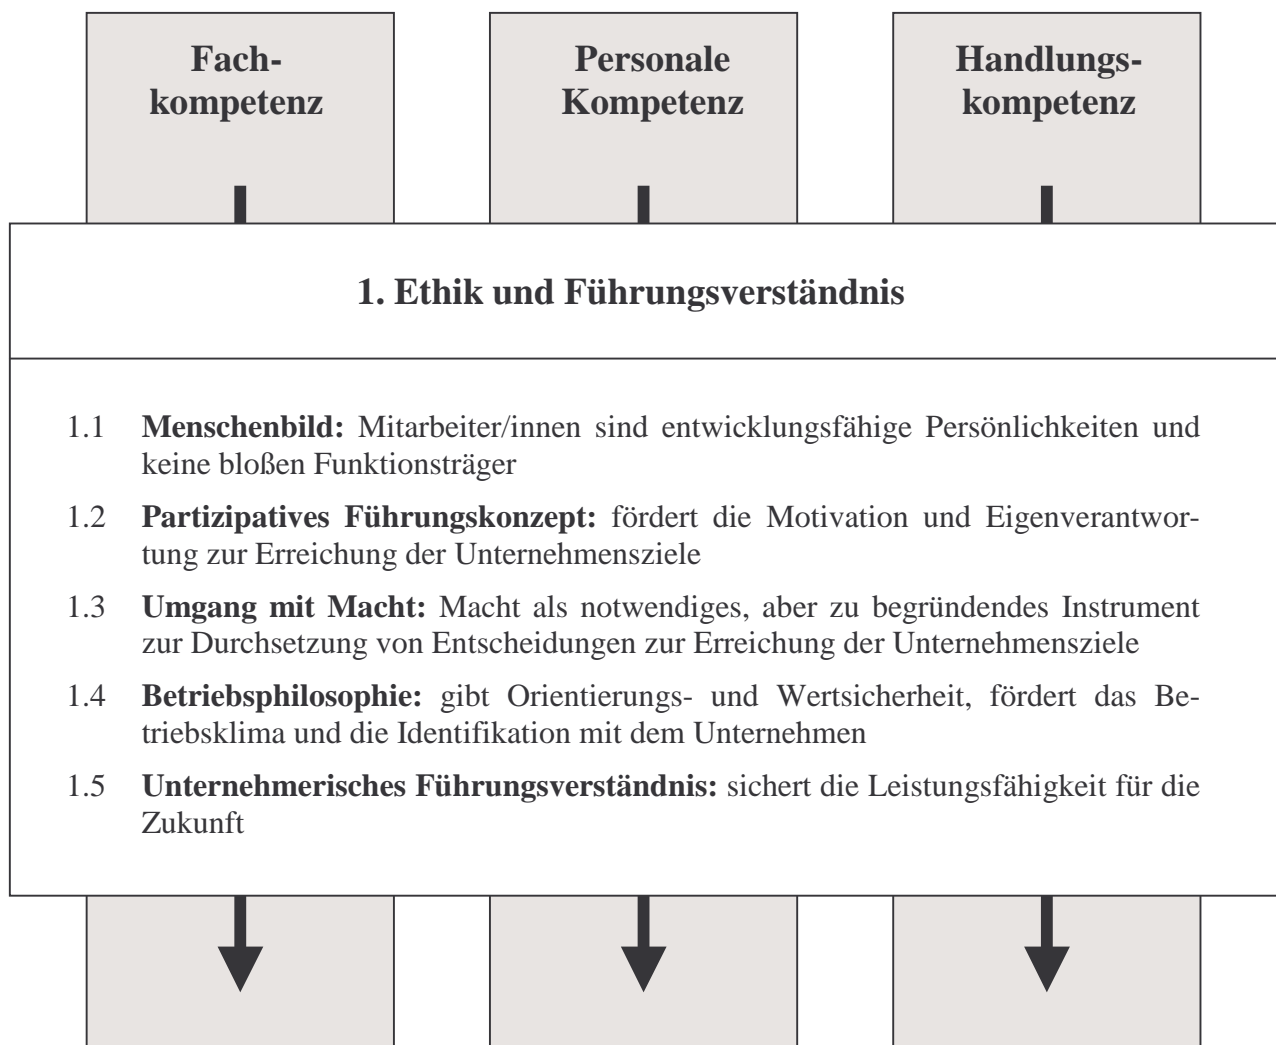 Fach-
kompetenz
Personale
Kompetenz
Handlungs-
kompetenz
1. Ethik und Führungsverständnis
1.1 Menschenbild: Mitarbeiter/innen sind entwicklungsfähige Persönlichkeiten und
keine bloßen Funktionsträger
1.2 Partizipatives Führungskonzept: fördert die Motivation und Eigenverantwor-
tung zur Erreichung der Unternehmensziele
1.3 Umgang mit Macht: Macht als notwendiges, aber zu begründendes Instrument
zur Durchsetzung von Entscheidungen zur Erreichung der Unternehmensziele
1.4 Betriebsphilosophie: gibt Orientierungs- und Wertsicherheit, fördert das Be-
triebsklima und die Identifikation mit dem Unternehmen
1.5 Unternehmerisches Führungsverständnis: sichert die Leistungsfähigkeit für die
Zukunft